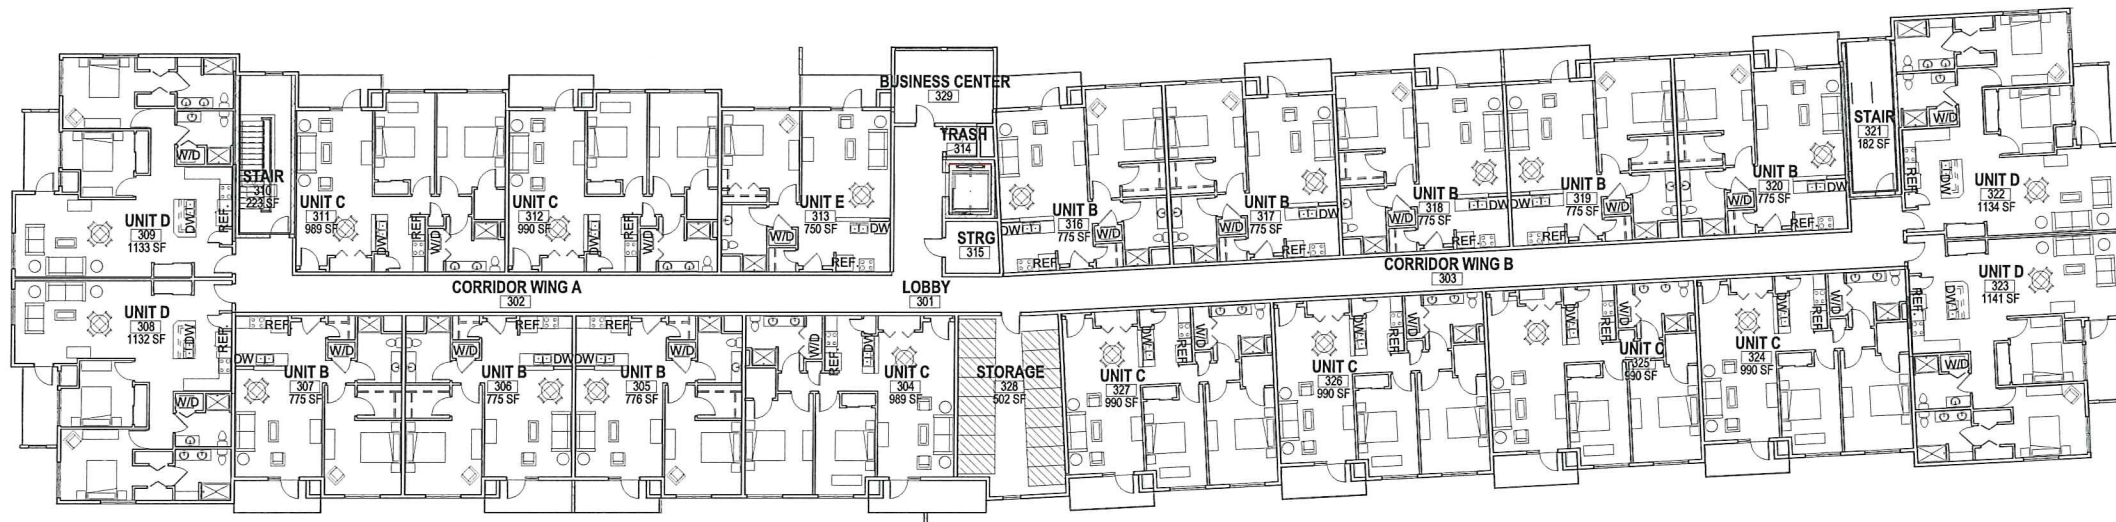 BUSINESS CENTER
329
TRASH
314
STRG
315
STAIR
310
223 SF
UNIT C
311
989 SF
UNIT C
312
990 SF
UNIT E
313
750 SF
UNIT B
316
775 SF
UNIT B
317
775 SF
UNIT B
318
775 SF
UNIT B
319
775 SF
UNIT B
320
775 SF
STAIR
321
182 SF
UNIT D
322
1134 SF
UNIT D
309
1133 SF
W/D
DW
REF.
DW
W/D
REF.
DW
W/D
REF.
W/D
DW
REF.
DW
REF.
W/D
W/D
DW
REF.
W/D
DW
REF.
DW
REF.
W/D
W/D
DW
REF.
W/D
DW
REF.
CORRIDOR WING A
302
LOBBY
301
CORRIDOR WING B
303
UNIT D
308
1132 SF
UNIT B
307
775 SF
UNIT B
306
775 SF
UNIT B
305
776 SF
UNIT C
304
989 SF
STORAGE
328
502 SF
UNIT C
327
990 SF
UNIT C
326
990 SF
UNIT C
325
990 SF
UNIT C
324
990 SF
UNIT D
323
1141 SF
DW
REF.
W/D
REF.
DW
W/D
W/D
REF.
DW
REF.
DW
W/D
W/D
REF.
DW
DW
REF.
W/D
DW
REF.
W/D
DW
REF.
W/D
DW
REF.
W/D
REF.
DW
W/D